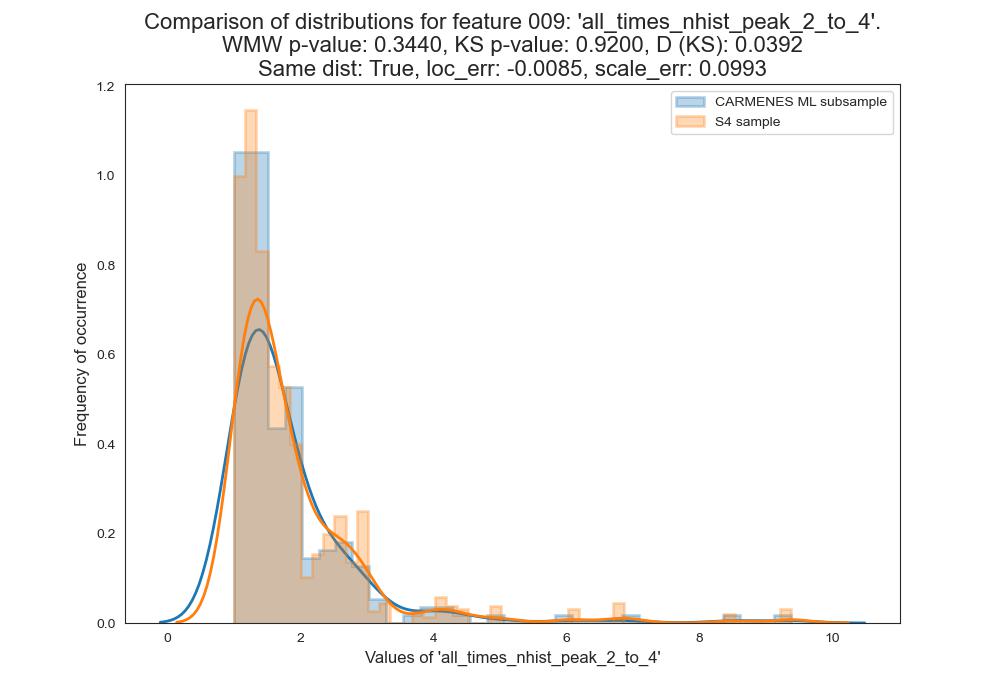 Comparison of distributions for feature 009: 'all_times_nhist_peak_2_to_4'.
WMW p-value: 0.3440, KS p-value: 0.9200, D (KS): 0.0392
Same dist: True, loc_err: -0.0085, scale_err: 0.0993
CARMENES ML subsample
S4 sample
Frequency of occurrence
1.2
1.0
0.8
0.6
0.4
0.2
0.0
0 2 4 6 8 10
Values of 'all_times_nhist_peak_2_to_4'